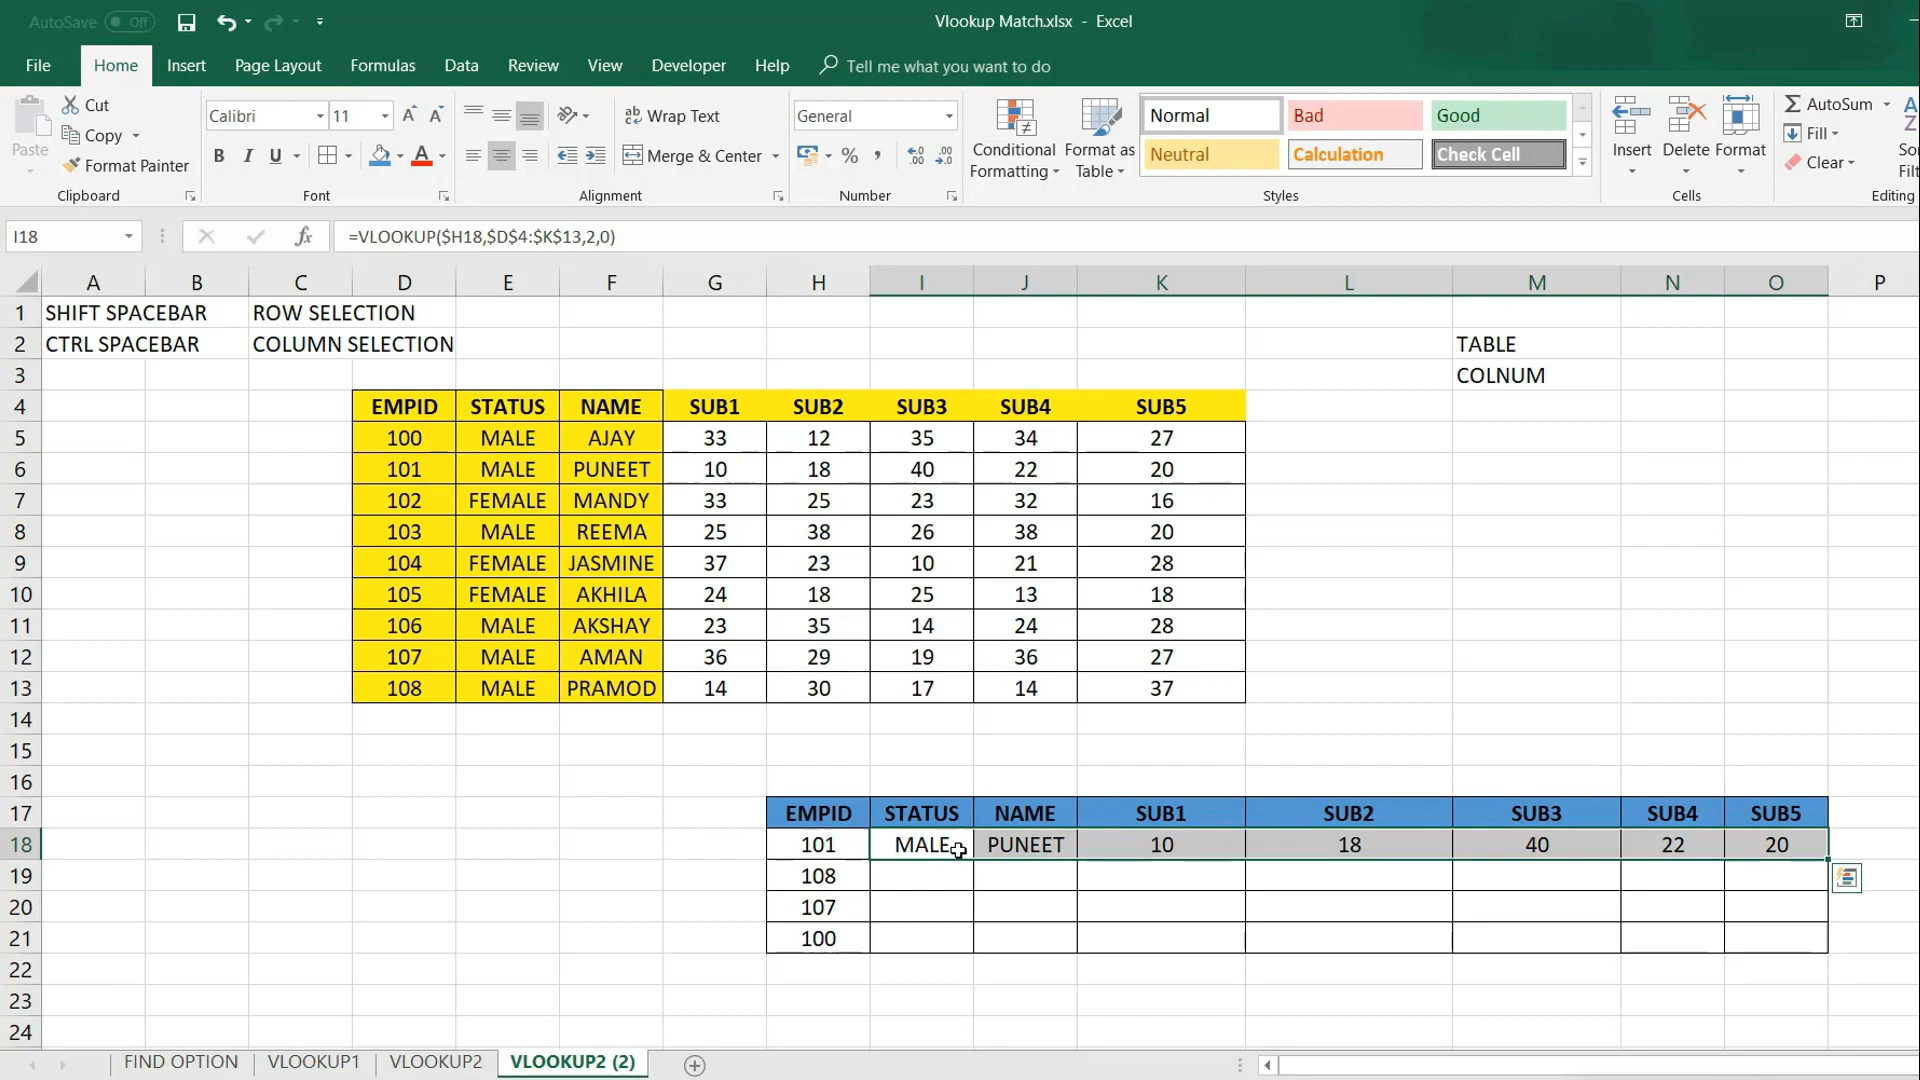 AutoSave Off
Vlookup Match.xlsx - Excel
File Home Insert Page Layout Formulas Data Review View Developer Help Tell me what you want to do
Paste
Cut
Copy
Format Painter
Clipboard
Calibri 11
B I U
Font
Wrap Text
Merge & Center
Alignment
General
Number
Conditional Formatting
Format as Table
Normal Bad Good
Neutral Calculation Check Cell
Styles
Insert Delete Format
Cells
AutoSum
Fill
Clear
Editing
I18 fx =VLOOKUP($H18,$D$4:$K$13,2,0)
A B C D E F G H I J K L M N O P
1 SHIFT SPACEBAR ROW SELECTION
2 CTRL SPACEBAR COLUMN SELECTION TABLE
3 COLNUM
4 EMPID STATUS NAME SUB1 SUB2 SUB3 SUB4 SUB5
5 100 MALE AJAY 33 12 35 34 27
6 101 MALE PUNEET 10 18 40 22 20
7 102 FEMALE MANDY 33 25 23 32 16
8 103 MALE REEMA 25 38 26 38 20
9 104 FEMALE JASMINE 37 23 10 21 28
10 105 FEMALE AKHILA 24 18 25 13 18
11 106 MALE AKSHAY 23 35 14 24 28
12 107 MALE AMAN 36 29 19 36 27
13 108 MALE PRAMOD 14 30 17 14 37
14
15
16
17 EMPID STATUS NAME SUB1 SUB2 SUB3 SUB4 SUB5
18 101 MALE PUNEET 10 18 40 22 20
19 108
20 107
21 100
22
23
24
FIND OPTION VLOOKUP1 VLOOKUP2 VLOOKUP2 (2)